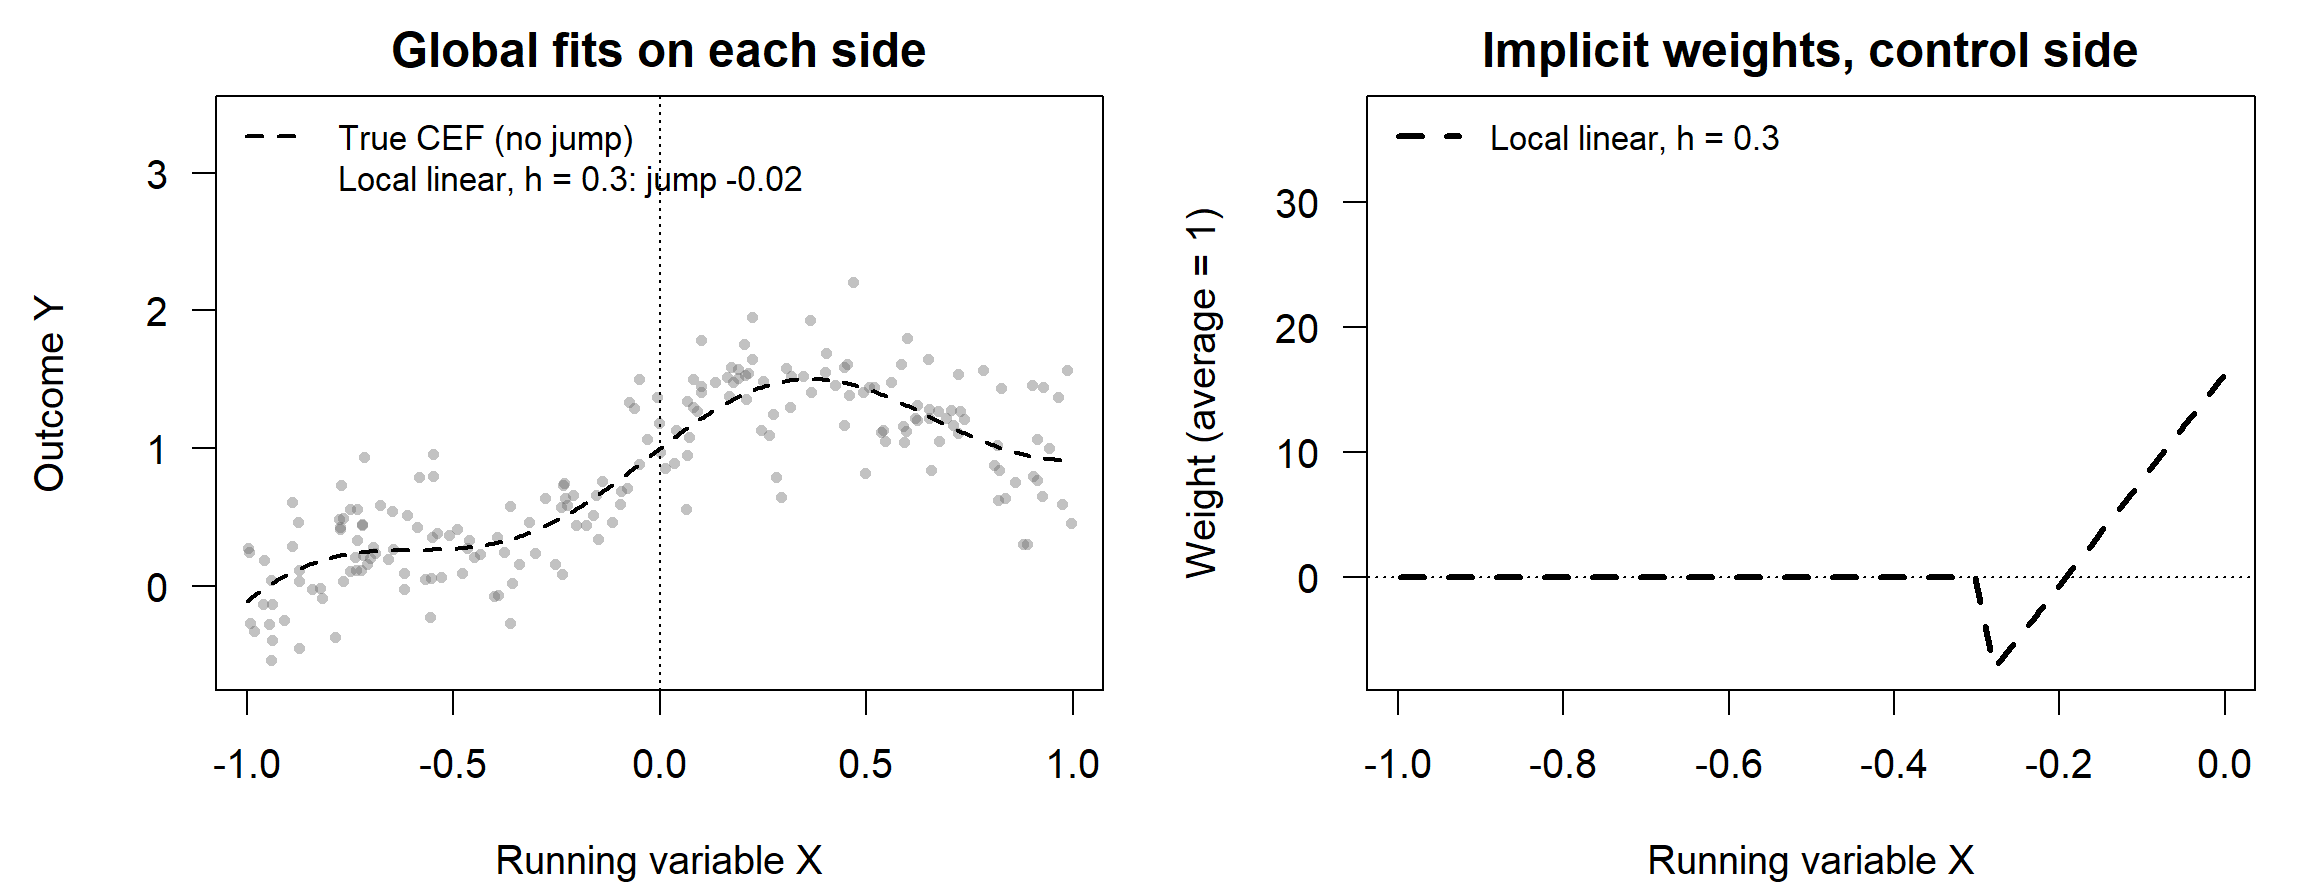 Global fits on each side
True CEF (no jump)
Local linear, h = 0.3: jump -0.02
Outcome Y
3
2
1
0
-1.0 -0.5 0.0 0.5 1.0
Running variable X
Implicit weights, control side
Local linear, h = 0.3
Weight (average = 1)
30
20
10
0
-1.0 -0.8 -0.6 -0.4 -0.2 0.0
Running variable X